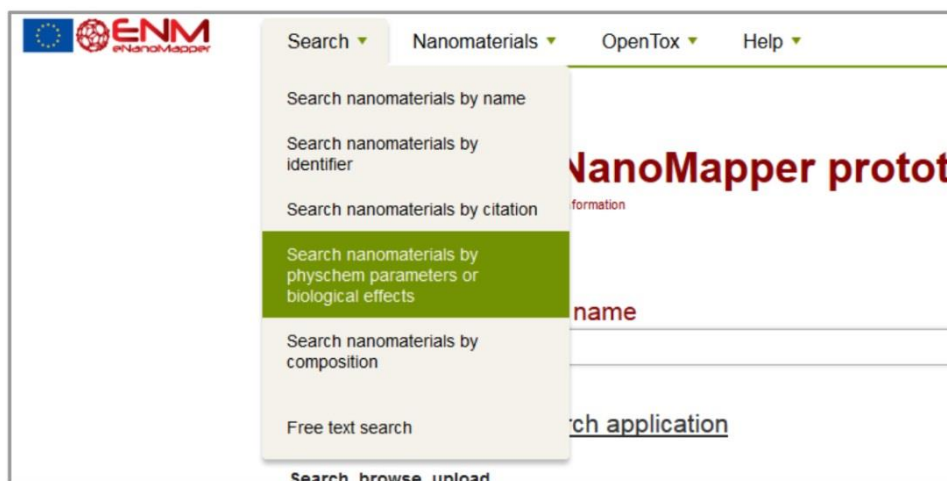 ENM
eNanoMapper
Search Nanomaterials OpenTox Help
Search nanomaterials by name
Search nanomaterials by
identifier
Search nanomaterials by citation
Search nanomaterials by
physchem parameters or
biological effects
Search nanomaterials by
composition
Free text search
NanoMapper protot
formation
name
rch application
Search, browse, upload